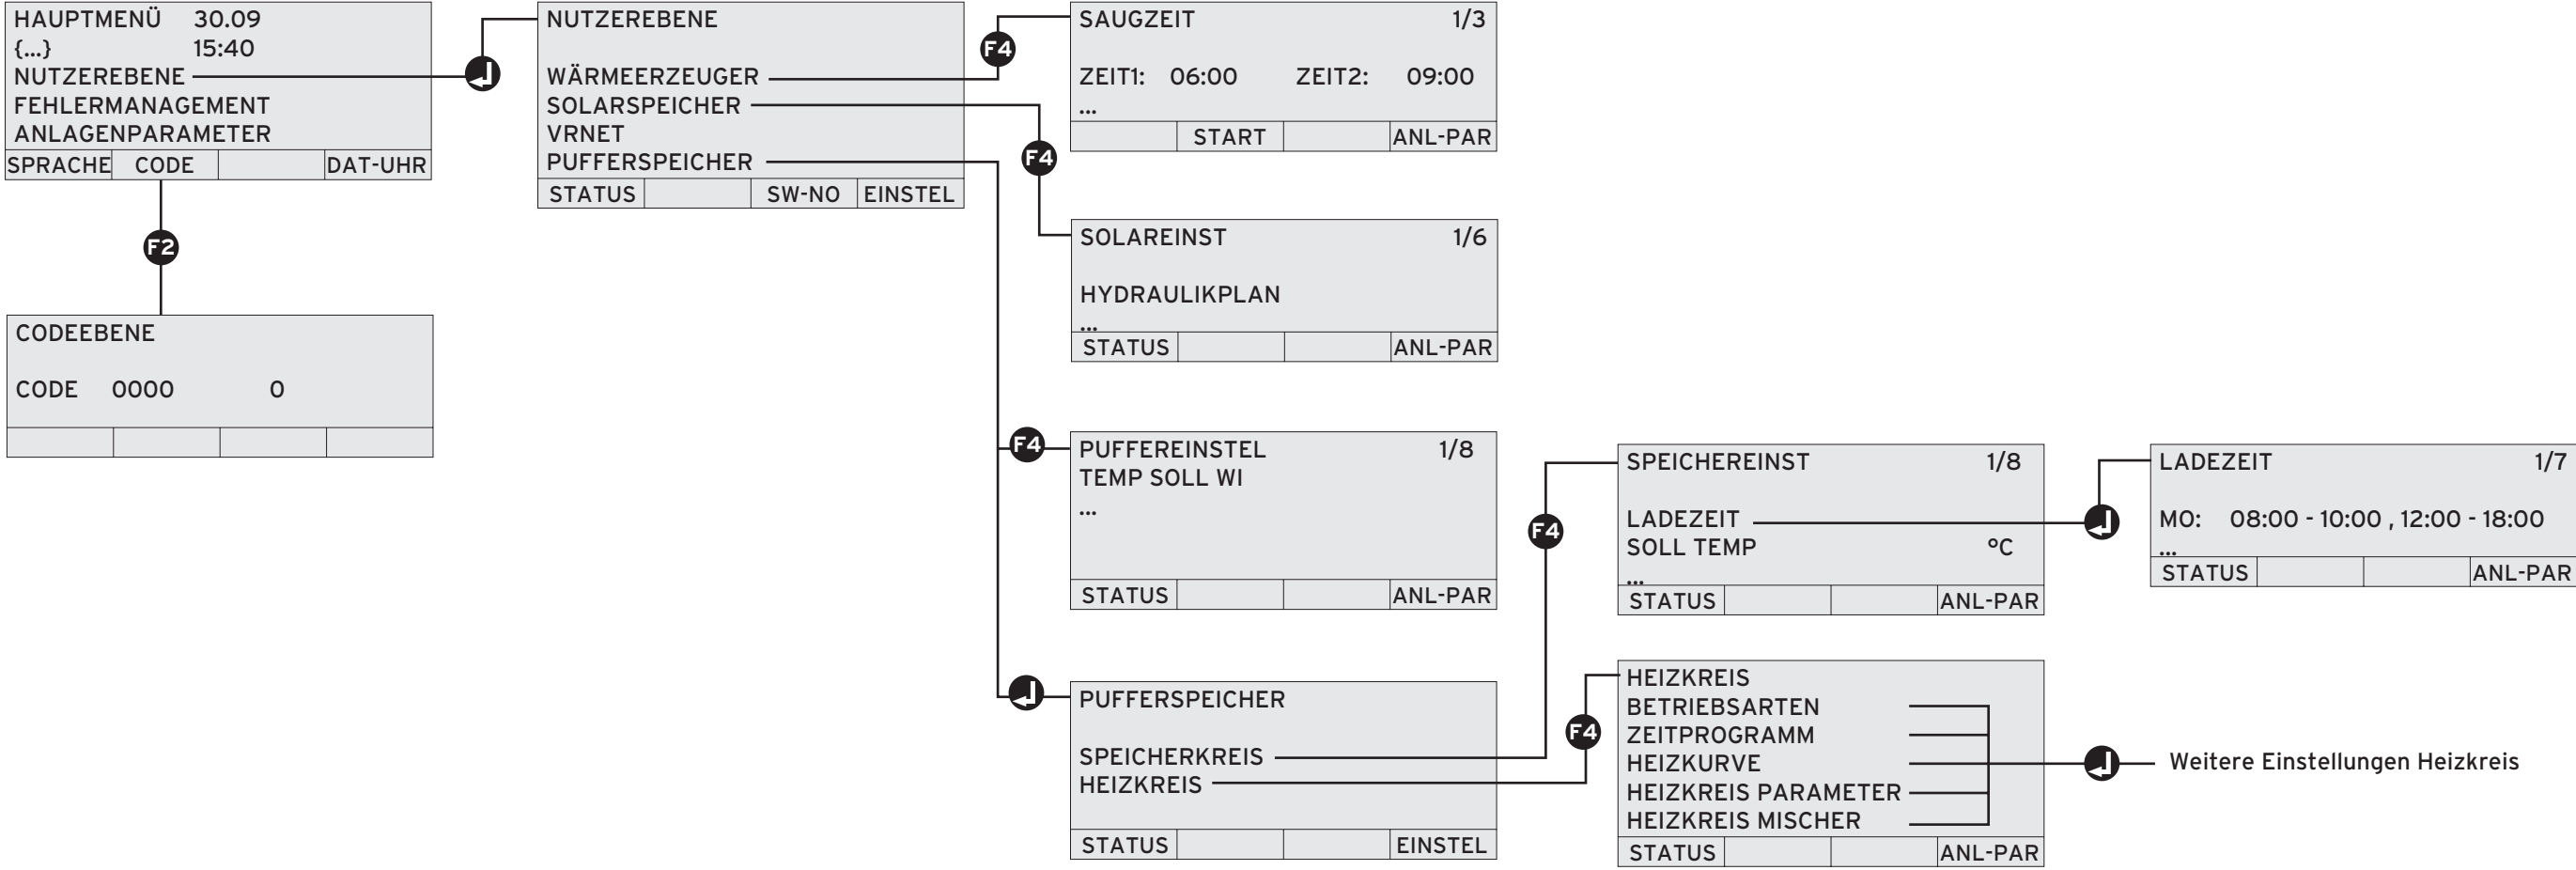 HAUPTMENÜ 30.09
{...} 15:40
NUTZEREBENE
FEHLERMANAGEMENT
ANLAGENPARAMETER
SPRACHE CODE DAT-UHR
F2
CODEEBENE
CODE 0000 0
NUTZEREBENE
WÄRMEERZEUGER
SOLARSPEICHER
VRNET
PUFFERSPEICHER
STATUS SW-NO EINSTEL
F4
SAUGZEIT 1/3
ZEIT1: 06:00 ZEIT2: 09:00
...
START ANL-PAR
F4
SOLAREINST 1/6
HYDRAULIKPLAN
...
STATUS ANL-PAR
F4
PUFFEREINSTEL 1/8
TEMP SOLL WI
...
STATUS ANL-PAR
PUFFERSPEICHER
SPEICHERKREIS
HEIZKREIS
STATUS EINSTEL
F4
SPEICHEREINST 1/8
LADEZEIT
SOLL TEMP °C
...
STATUS ANL-PAR
LADEZEIT 1/7
MO: 08:00 - 10:00 , 12:00 - 18:00
...
STATUS ANL-PAR
F4
HEIZKREIS
BETRIEBSARTEN
ZEITPROGRAMM
HEIZKURVE
HEIZKREIS PARAMETER
HEIZKREIS MISCHER
STATUS ANL-PAR
Weitere Einstellungen Heizkreis